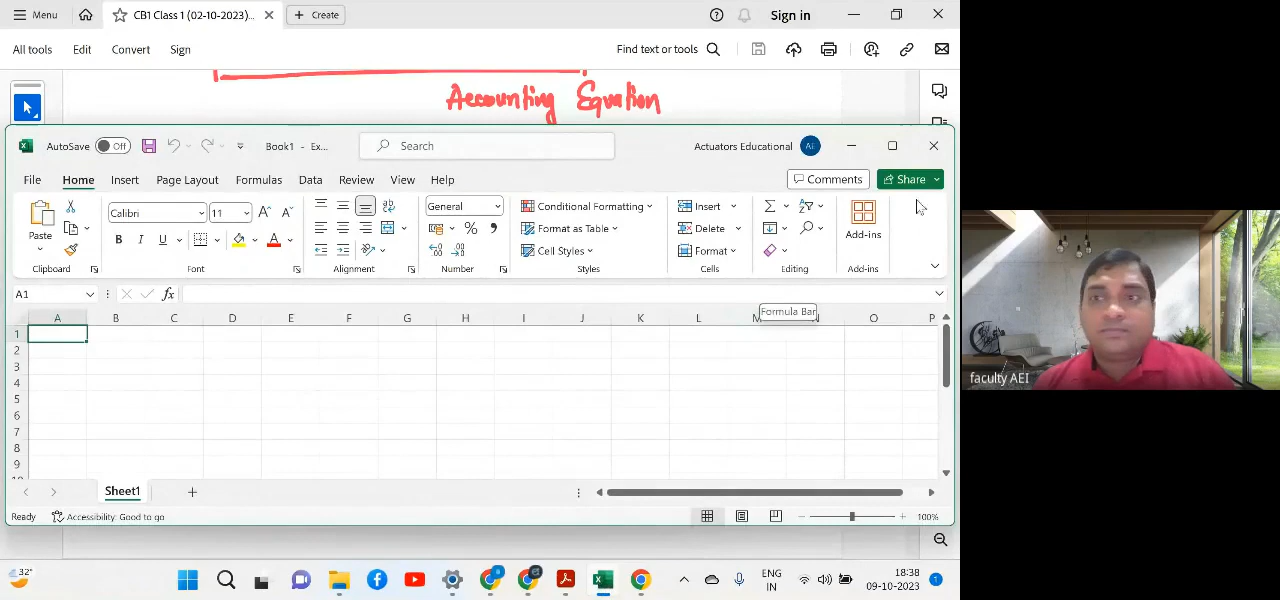 Menu
CB1 Class 1 (02-10-2023)...
Create
Sign in
All tools
Edit
Convert
Sign
Find text or tools
Accounting Equation
AutoSave
Off
Book1 - Ex...
Search
Actuators Educational
AE
File
Home
Insert
Page Layout
Formulas
Data
Review
View
Help
Comments
Share
Paste
Clipboard
Calibri
11
B I U
Font
Alignment
General
Number
Conditional Formatting
Format as Table
Cell Styles
Styles
Insert
Delete
Format
Cells
Editing
Add-ins
Add-ins
A1
fx
Formula Bar
A B C D E F G H I J K L M N O P
1
2
3
4
5
6
7
8
9
Sheet1
Ready
Accessibility: Good to go
100%
faculty AEI
32°
ENG
IN
18:38
09-10-2023
1